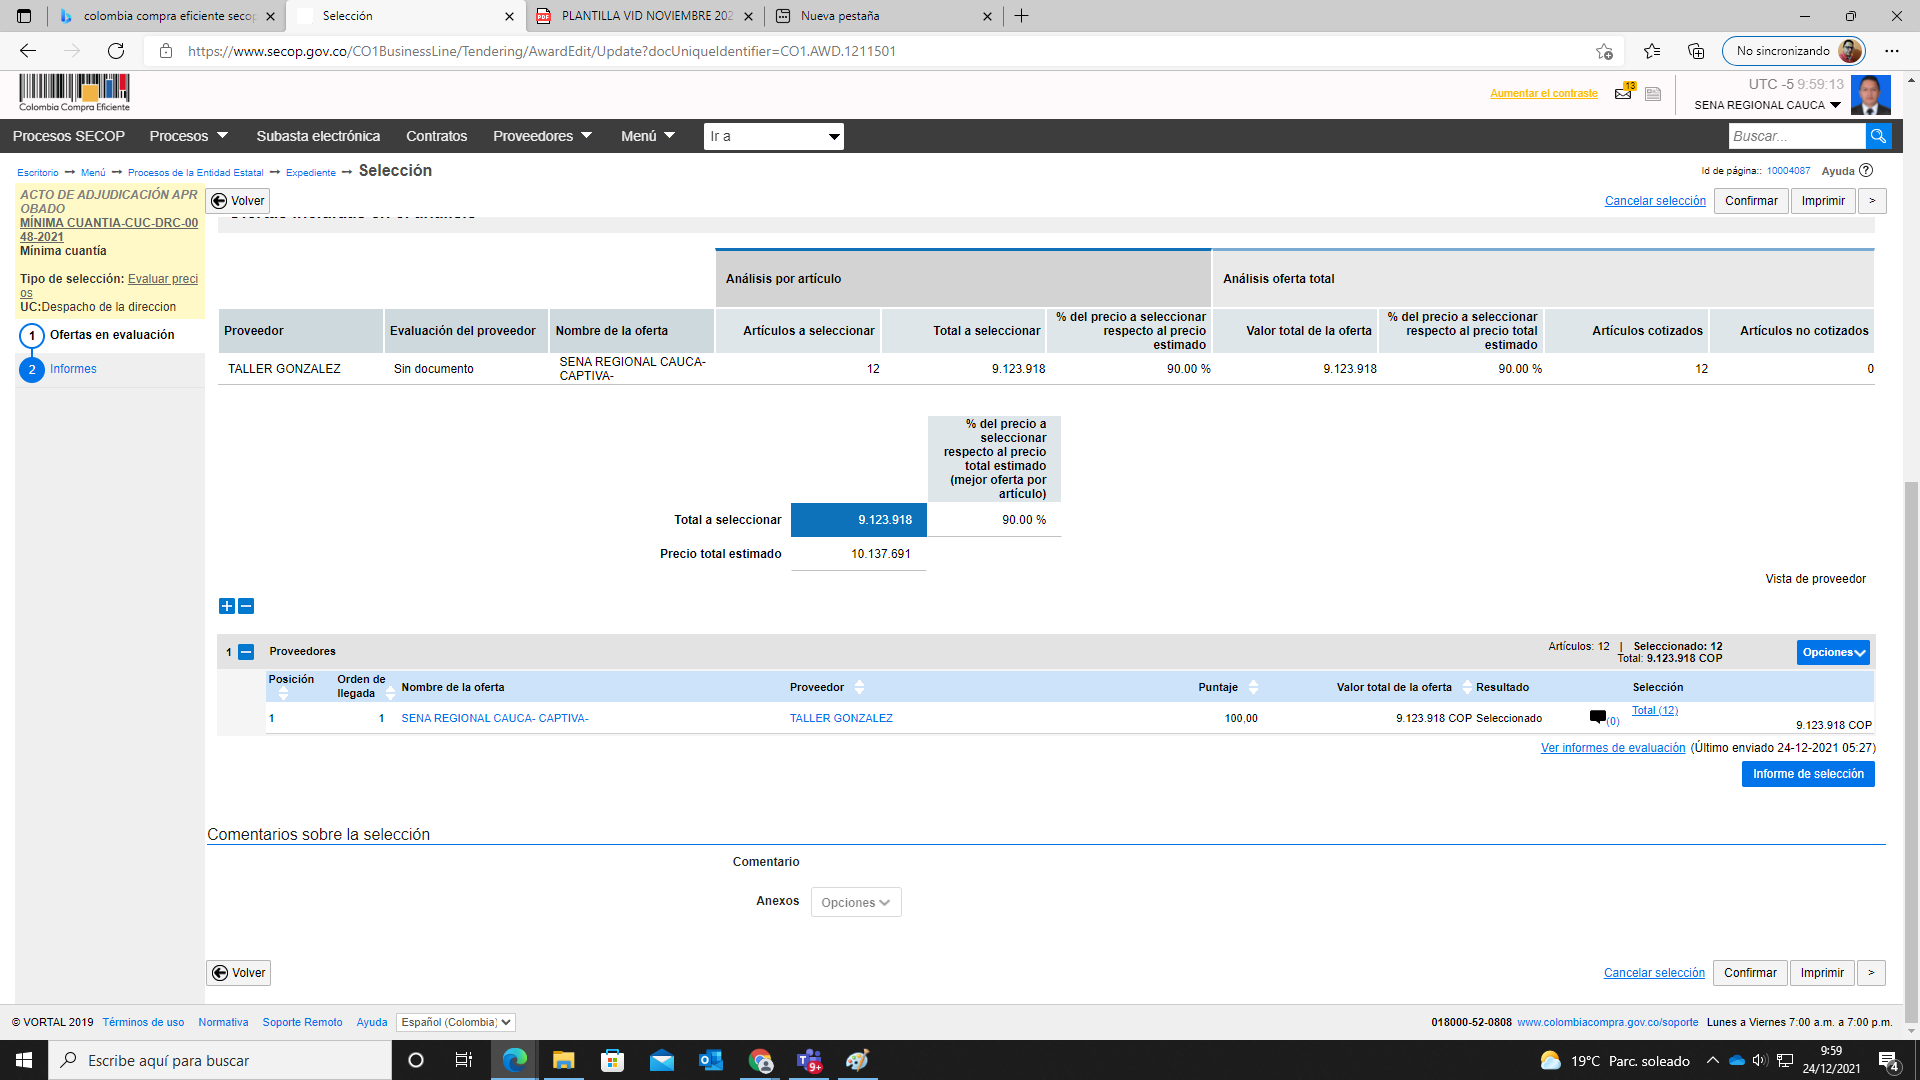 colombia compra eficiente secop
Selección
PLANTILLA VID NOVIEMBRE 202
Nueva pestaña
https://www.secop.gov.co/CO1BusinessLine/Tendering/AwardEdit/Update?docUniqueIdentifier=CO1.AWD.1211501
No sincronizando
Colombia Compra Eficiente
Aumentar el contraste
13
UTC -5 9:59:13
SENA REGIONAL CAUCA
Procesos SECOP
Procesos
Subasta electrónica
Contratos
Proveedores
Menú
Ir a
Buscar...
Escritorio → Menú → Procesos de la Entidad Estatal → Expediente → Selección
Id de página:: 10004087
Ayuda
ACTO DE ADJUDICACIÓN APR
OBADO
MÍNIMA CUANTIA-CUC-DRC-00
48-2021
Mínima cuantía
Tipo de selección: Evaluar preci
os
UC:Despacho de la direccion
1 Ofertas en evaluación
2 Informes
Volver
Cancelar selección
Confirmar
Imprimir
>
Análisis por artículo
Análisis oferta total
Proveedor
Evaluación del proveedor
Nombre de la oferta
Artículos a seleccionar
Total a seleccionar
% del precio a seleccionar
respecto al precio
estimado
Valor total de la oferta
% del precio a seleccionar
respecto al precio total
estimado
Artículos cotizados
Artículos no cotizados
TALLER GONZALEZ
Sin documento
SENA REGIONAL CAUCA-
CAPTIVA-
12
9.123.918
90.00 %
9.123.918
90.00 %
12
0
% del precio a
seleccionar
respecto al precio
total estimado
(mejor oferta por
artículo)
Total a seleccionar
9.123.918
90.00 %
Precio total estimado
10.137.691
Vista de proveedor
1
Proveedores
Artículos: 12 | Seleccionado: 12
Total: 9.123.918 COP
Opciones
Posición
Orden de
llegada
Nombre de la oferta
Proveedor
Puntaje
Valor total de la oferta
Resultado
Selección
1
1
SENA REGIONAL CAUCA- CAPTIVA-
TALLER GONZALEZ
100,00
9.123.918 COP
Seleccionado
(0)
Total (12)
9.123.918 COP
Ver informes de evaluación (Último enviado 24-12-2021 05:27)
Informe de selección
Comentarios sobre la selección
Comentario
Anexos
Opciones
Volver
Cancelar selección
Confirmar
Imprimir
>
© VORTAL 2019
Términos de uso
Normativa
Soporte Remoto
Ayuda
Español (Colombia)
018000-52-0808 www.colombiacompra.gov.co/soporte Lunes a Viernes 7:00 a.m. a 7:00 p.m.
Escribe aquí para buscar
9+
19°C Parc. soleado
9:59
24/12/2021
4